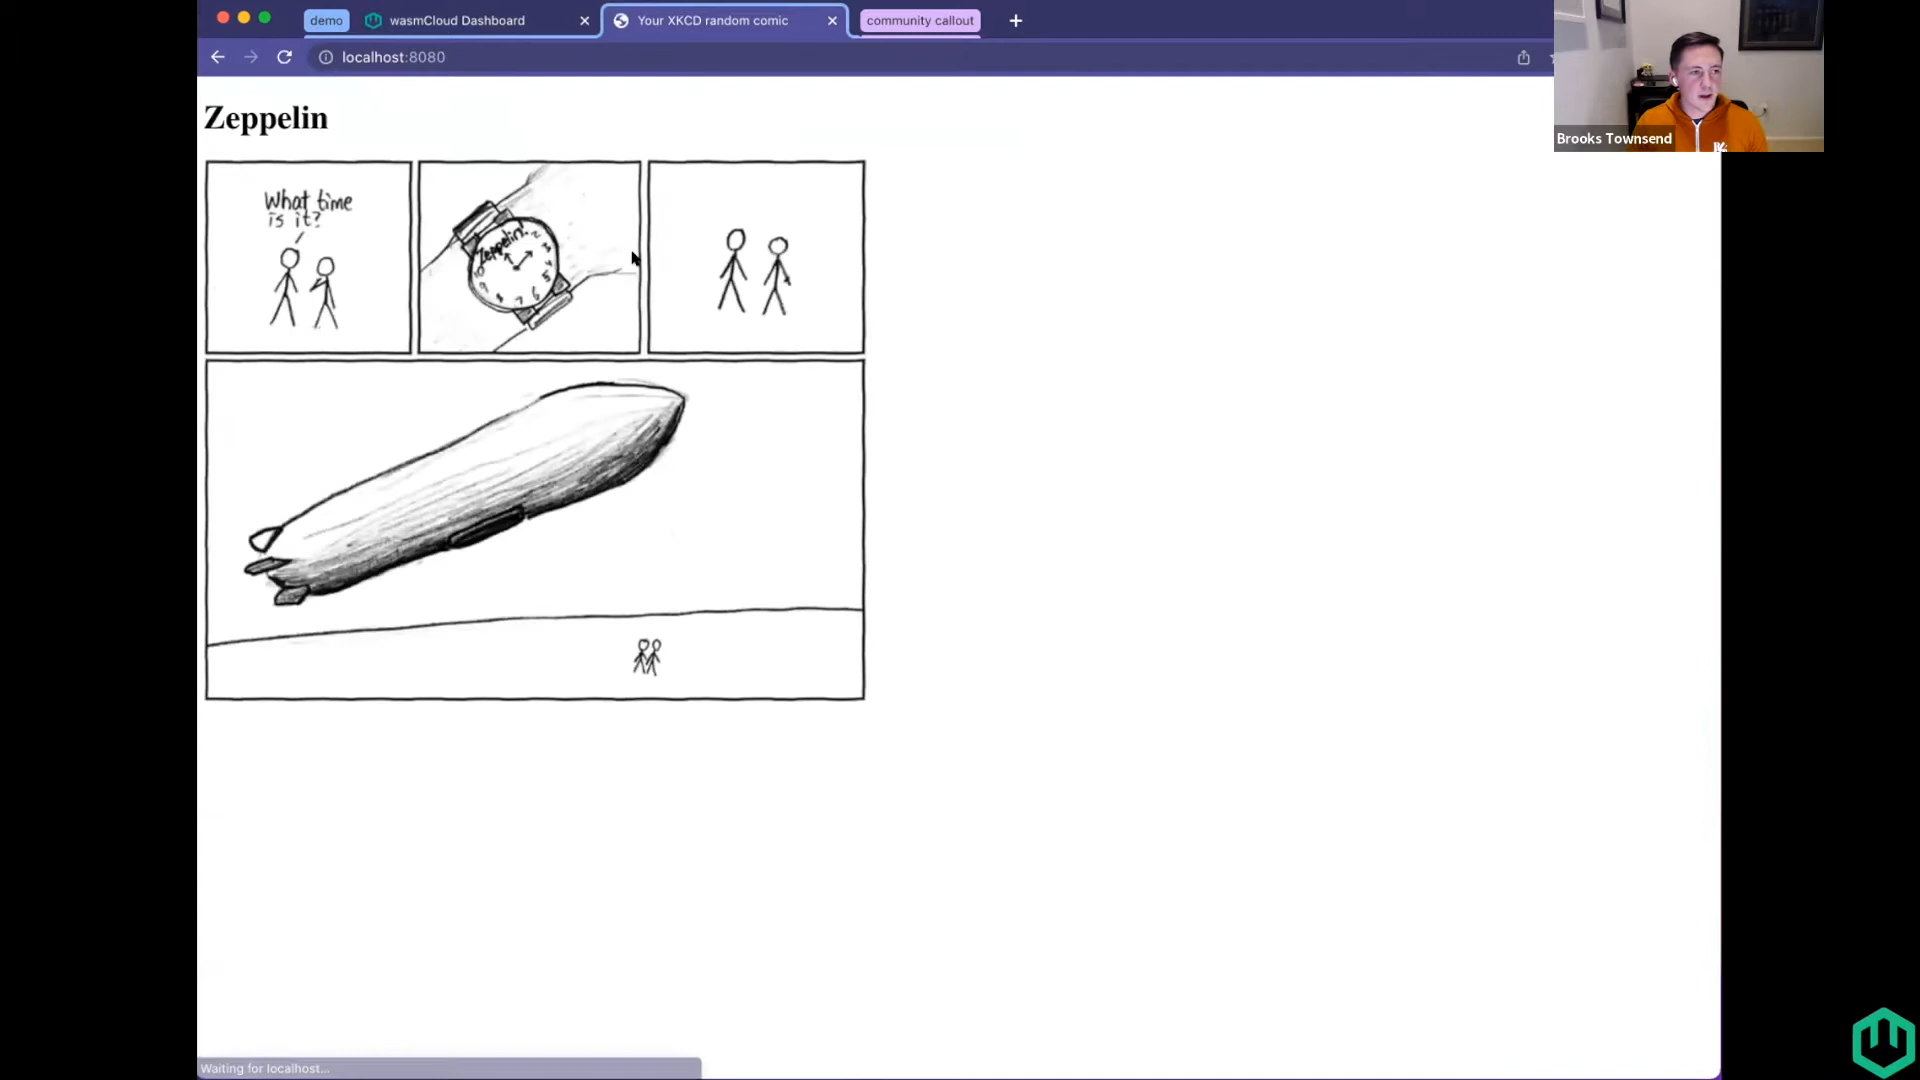 demo
wasmCloud Dashboard
Your XKCD random comic
community callout
localhost:8080
Brooks Townsend
Zeppelin
What time
is it?
Zeppelin!
Waiting for localhost...